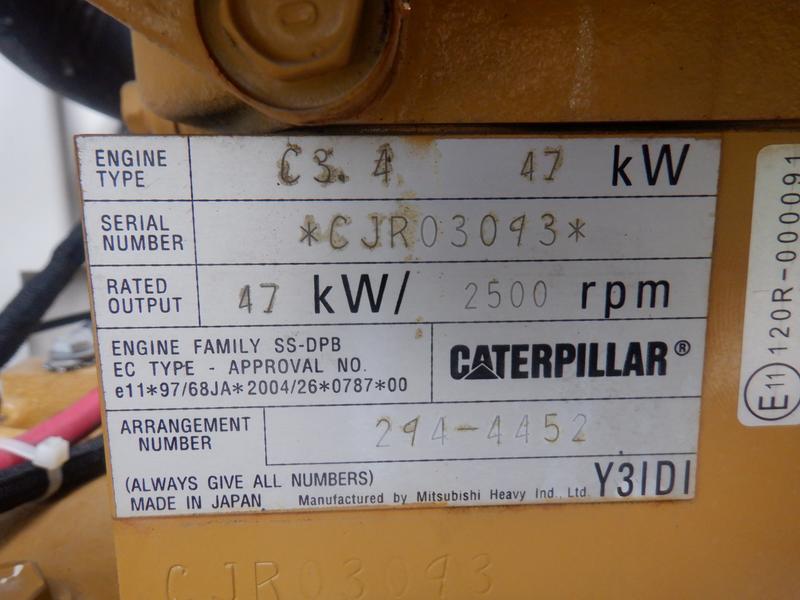 ENGINE TYPE C3.4 47 kW
SERIAL NUMBER *CJR03093*
RATED OUTPUT 47 kW/ 2500 rpm
ENGINE FAMILY SS-DPB
EC TYPE - APPROVAL NO.
e11*97/68JA*2004/26*0787*00
CATERPILLAR®
ARRANGEMENT NUMBER 294-4452
(ALWAYS GIVE ALL NUMBERS)
MADE IN JAPAN Manufactured by Mitsubishi Heavy Ind., Ltd. Y31D1
E11 120R-000091
CJR03093